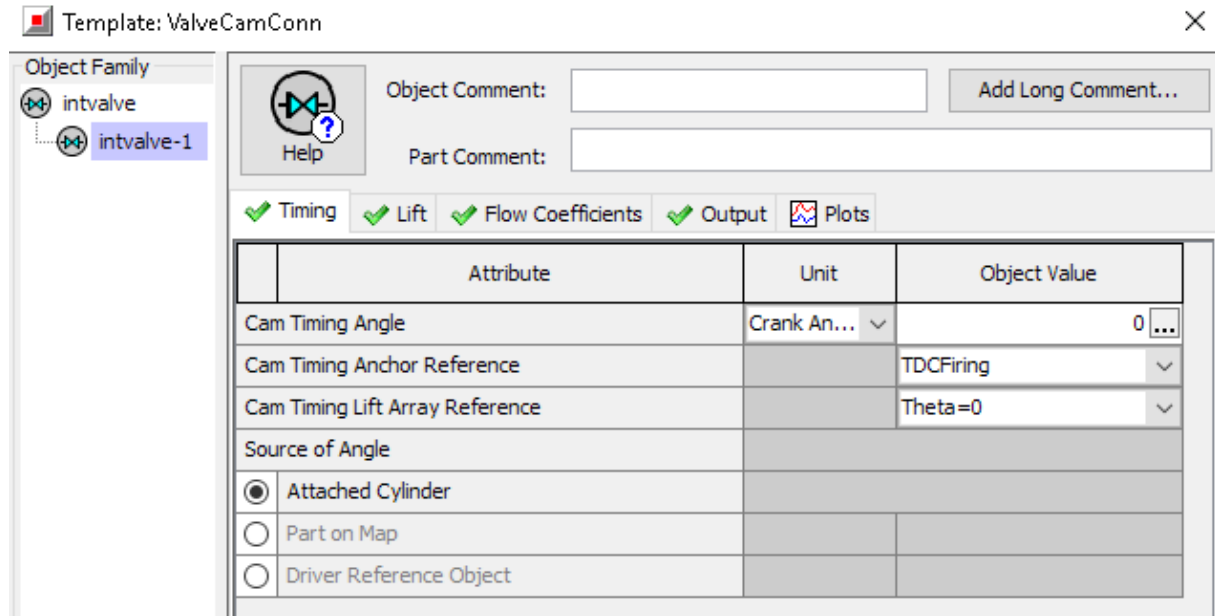 Template: ValveCamConn
Object Family
intvalve
intvalve-1
Help
Object Comment:
Add Long Comment...
Part Comment:
Timing
Lift
Flow Coefficients
Output
Plots
Attribute Unit Object Value
Cam Timing Angle Crank An... 0 ...
Cam Timing Anchor Reference TDCFiring
Cam Timing Lift Array Reference Theta=0
Source of Angle
Attached Cylinder
Part on Map
Driver Reference Object